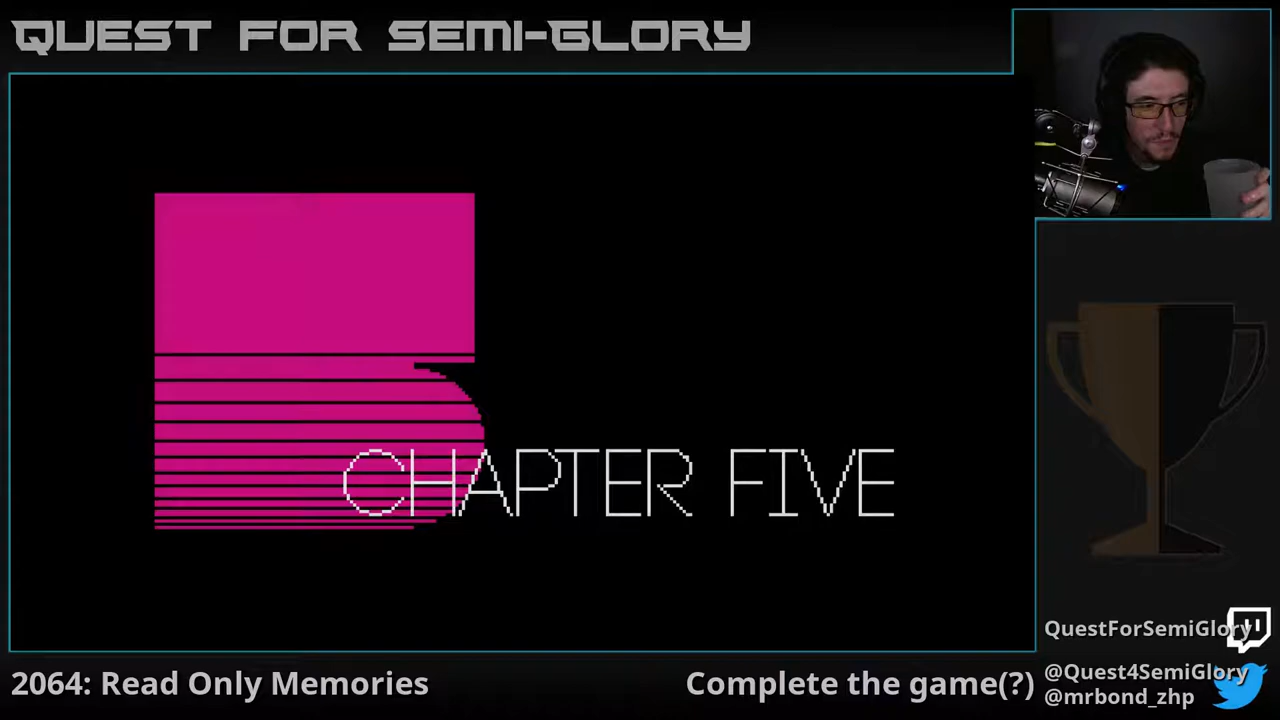 QUEST FOR SEMI-GLORY
CHAPTER FIVE
QuestForSemiGlory
@Quest4SemiGlory
@mrbond_zhp
2064: Read Only Memories
Complete the game(?)